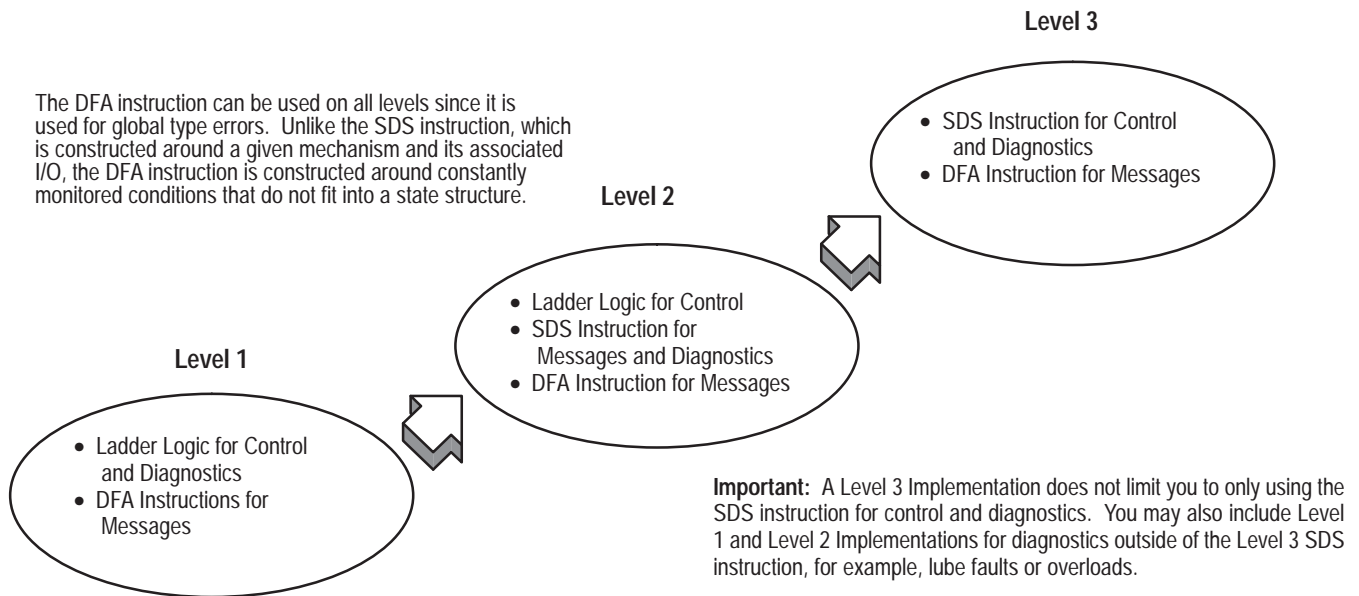 Level 3
The DFA instruction can be used on all levels since it is
used for global type errors.  Unlike the SDS instruction, which
is constructed around a given mechanism and its associated
I/O, the DFA instruction is constructed around constantly
monitored conditions that do not fit into a state structure.
• SDS Instruction for Control
and Diagnostics
• DFA Instruction for Messages
Level 2
• Ladder Logic for Control
• SDS Instruction for
Messages and Diagnostics
• DFA Instruction for Messages
Level 1
• Ladder Logic for Control
and Diagnostics
• DFA Instructions for
Messages
Important:  A Level 3 Implementation does not limit you to only using the
SDS instruction for control and diagnostics.  You may also include Level
1 and Level 2 Implementations for diagnostics outside of the Level 3 SDS
instruction, for example, lube faults or overloads.